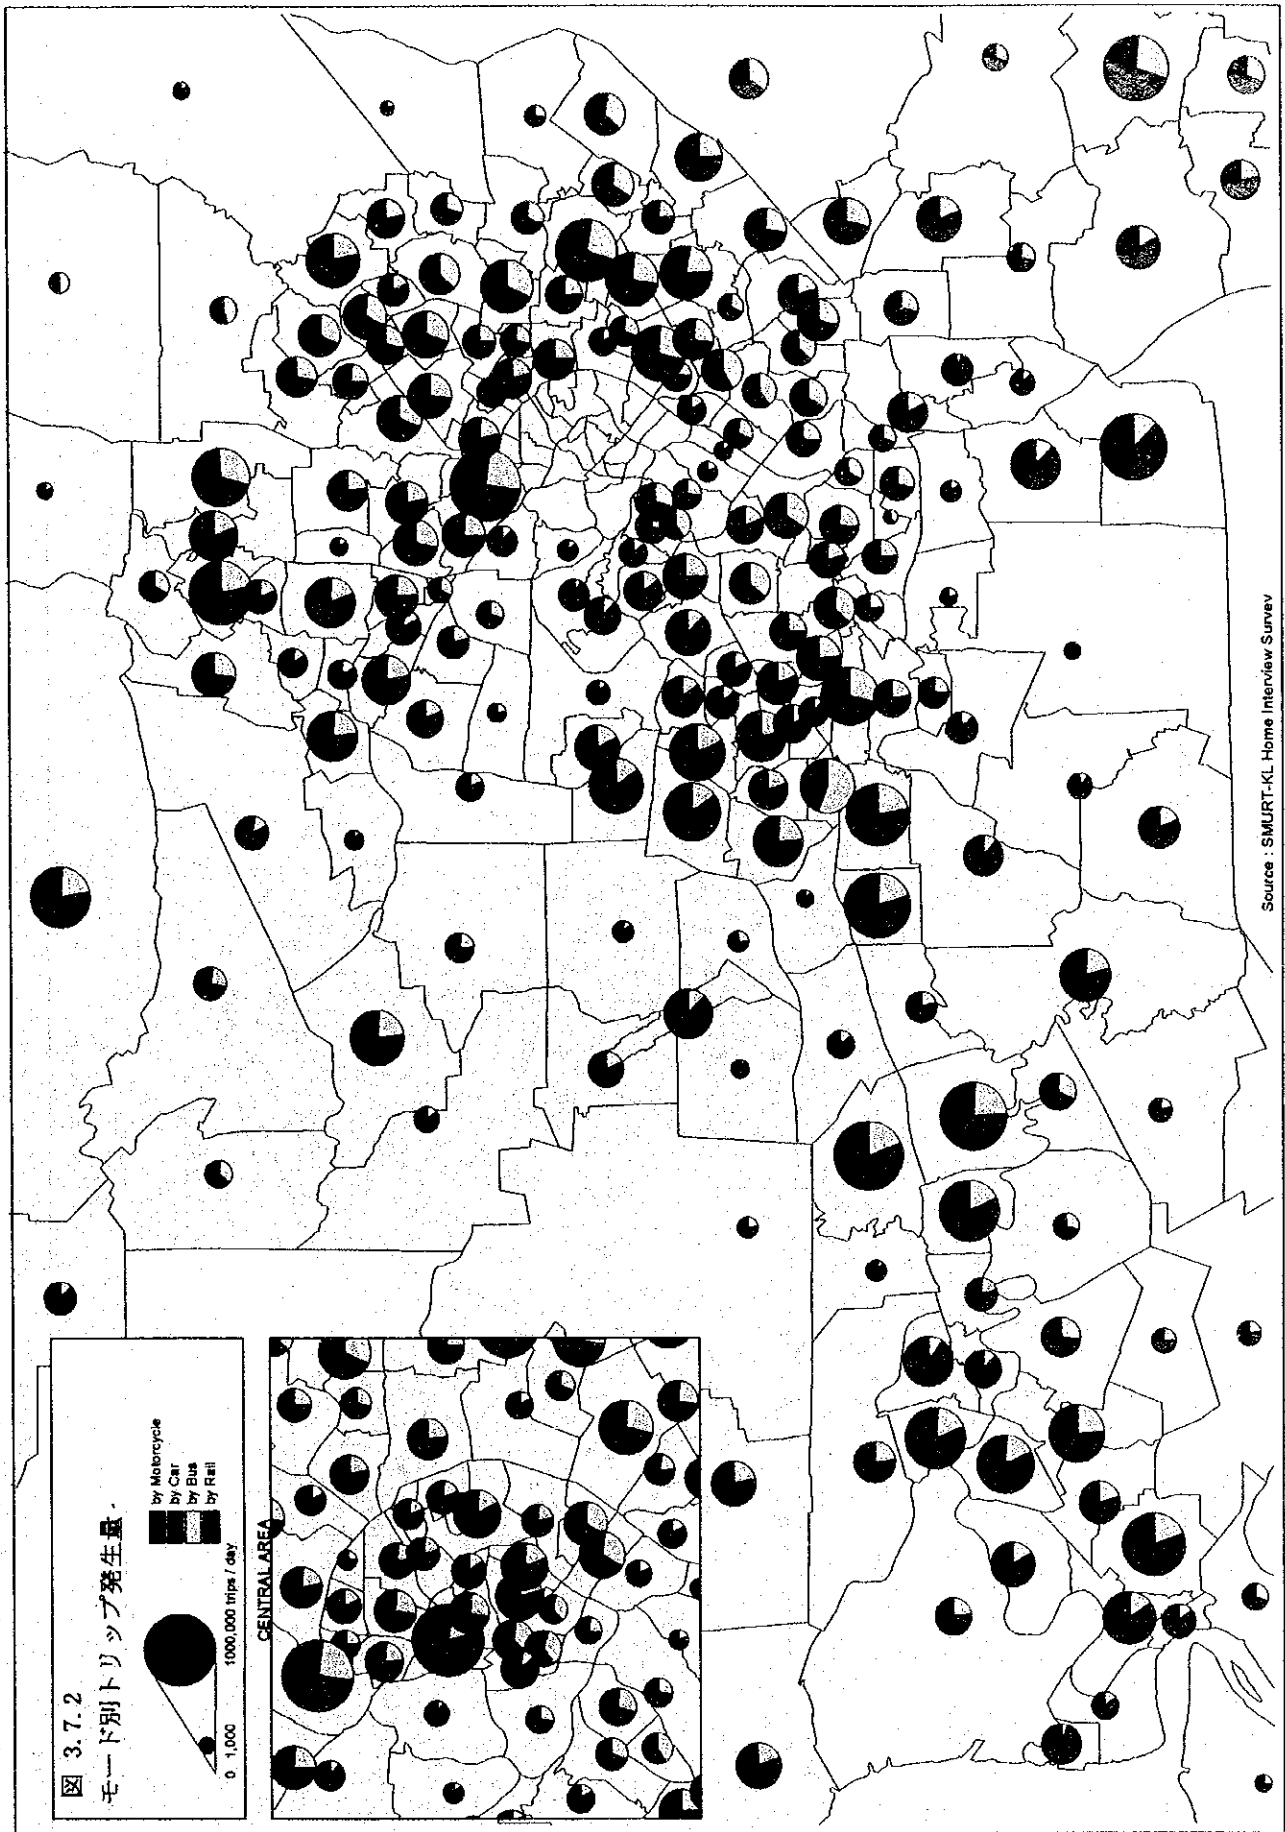 図 3.7.2
モード別トリップ発生量
by Motorcycle
by Car
by Bus
by Rail
0 1,000 1000,000 trips / day
CENTRAL AREA
Source : SMURT-KL Home Interview Survey